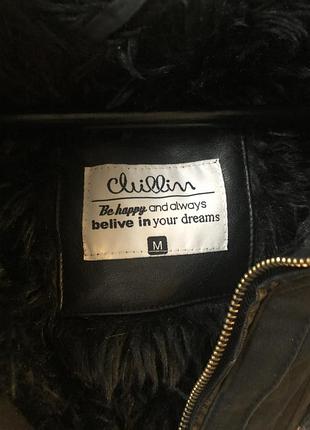 Chillin
Be happy and always
belive in your dreams
M